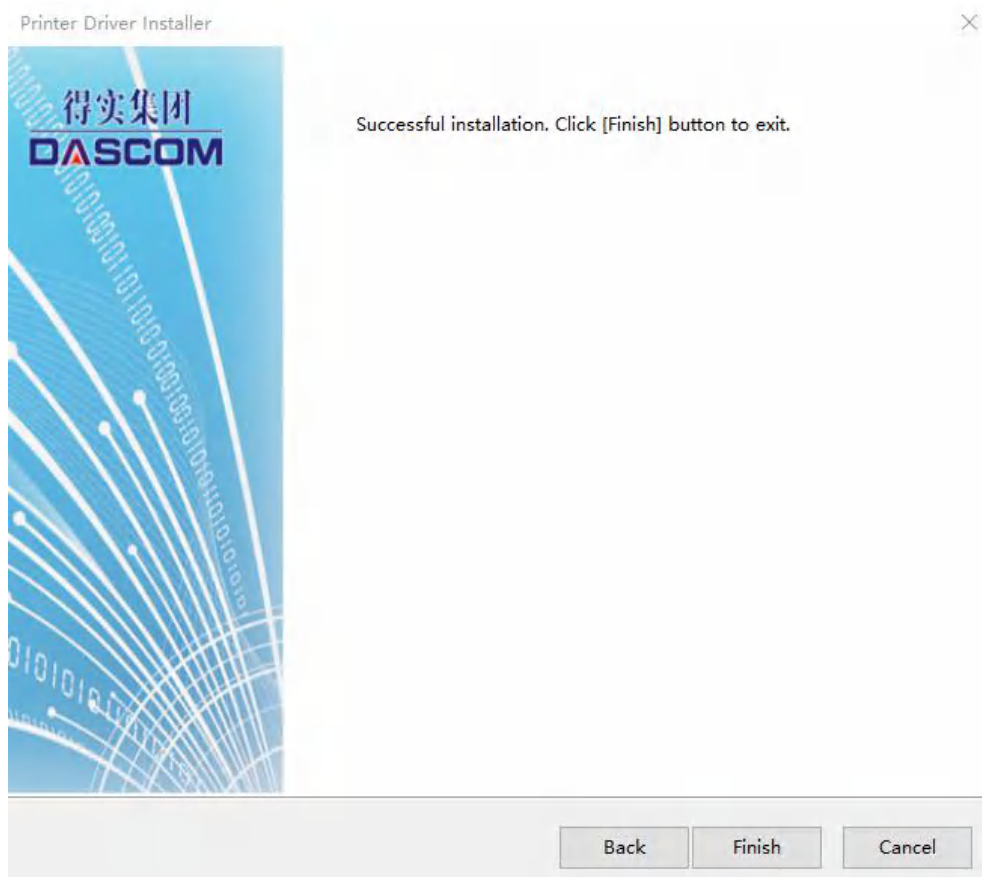 Printer Driver Installer
得实集团
DASCOM
Successful installation. Click [Finish] button to exit.
Back
Finish
Cancel